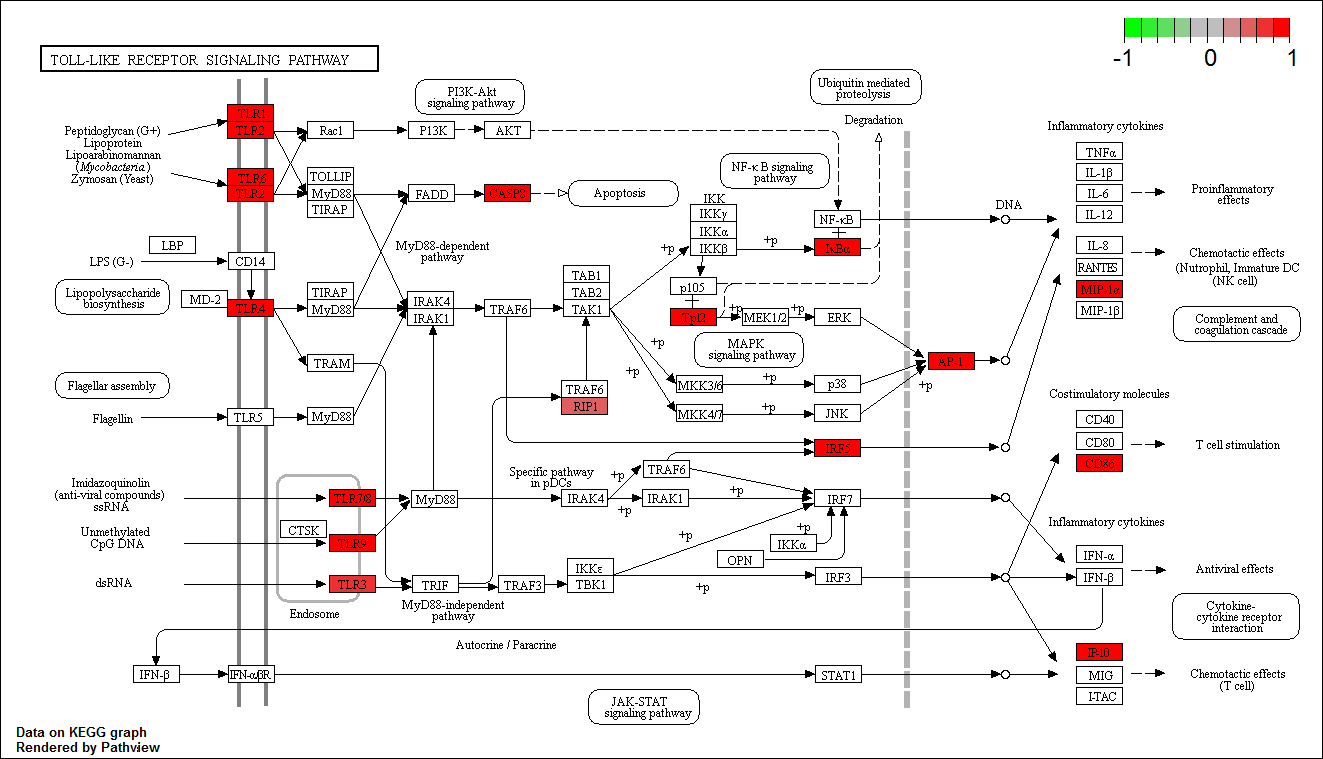 -1 0 1
TOLL-LIKE RECEPTOR SIGNALING PATHWAY
PI3K-Akt
signaling pathway
Ubiquitin mediated
proteolysis
Degradation
Peptidoglycan (G+)
Lipoprotein
Lipoarabinomannan
(Mycobacteria)
Zymosan (Yeast)
TLR1
TLR2
Rac1
P13K
AKT
TLR6
TLR2
TOLLIP
MyD88
TIRAP
FADD
CASP8
Apoptosis
NF-κB signaling
pathway
Inflammatory cytokines
TNFα
IL-1β
IL-6
IL-12
Proinflammatory
effects
DNA
IKK
IKKγ
IKKα
IKKβ
+p
+p
NF-κB
IκBα
IL-8
RANTES
MIP-1α
MIP-1β
Chemotactic effects
(Nutrophil, Immature DC
(NK cell)
LBP
LPS (G-)
CD14
MyD88-dependent
pathway
Lipopolysaccharide
biosynthesis
MD-2
TLR4
TIRAP
MyD88
IRAK4
IRAK1
TRAF6
TAB1
TAB2
TAK1
p105
Tpl2
+p
MEK1/2
+p
ERK
MAPK
signaling pathway
AP-1
+p
Complement and
coagulation cascade
TRAM
+p
+p
MKK3/6
+p
p38
MKK4/7
+p
JNK
Flagellar assembly
Flagellin
TLR5
MyD88
TRAF6
RIP1
Costimulatory molecules
CD40
CD80
CD86
T cell stimulation
IRF5
Imidazoquinolin
(anti-viral compounds)
ssRNA
TLR7/8
MyD88
Specific pathway
in pDCs
IRAK4
+p
+p
TRAF6
IRAK1
+p
IRF7
Unmethylated
CpG DNA
CTSK
TLR9
+p
+p
IKKα
OPN
Inflammatory cytokines
IFN-α
IFN-β
Antiviral effects
dsRNA
TLR3
Endosome
TRIF
TRAF3
IKKε
TBK1
+p
IRF3
MyD88-independent
pathway
Cytokine-
cytokine receptor
interaction
Autocrine / Paracrine
IFN-β
IFN-αβR
STAT1
IP-10
MIG
I-TAC
Chemotactic effects
(T cell)
JAK-STAT
signaling pathway
Data on KEGG graph
Rendered by Pathview